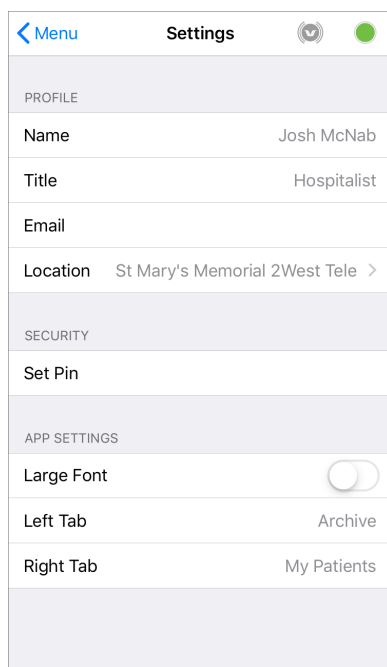 Menu Settings
PROFILE
Name Josh McNab
Title Hospitalist
Email
Location St Mary's Memorial 2West Tele
SECURITY
Set Pin
APP SETTINGS
Large Font
Left Tab Archive
Right Tab My Patients